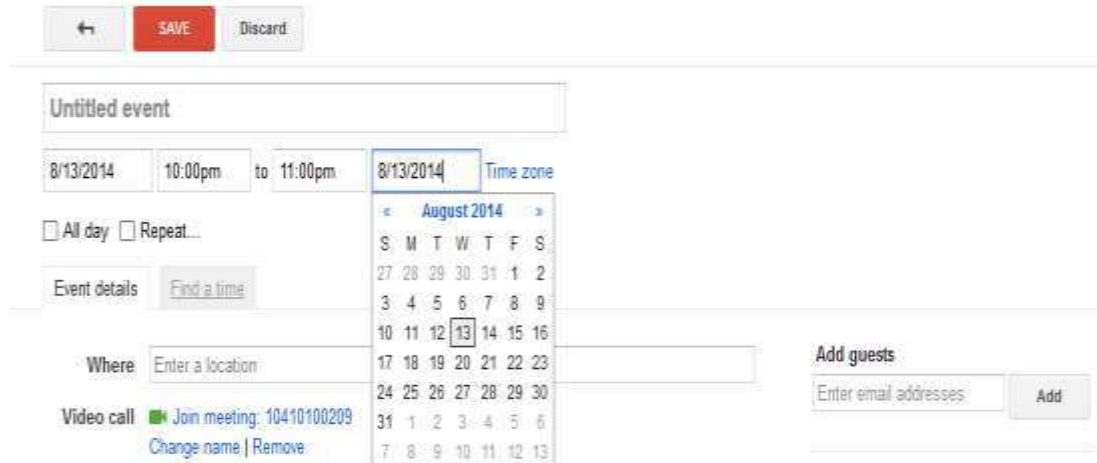 SAVE Discard
Untitled event
8/13/2014 10:00pm to 11:00pm 8/13/2014 Time zone
« August 2014 »
All day Repeat...
S M T W T F S
27 28 29 30 31 1 2
Event details Find a time
3 4 5 6 7 8 9
10 11 12 13 14 15 16
Where Enter a location
17 18 19 20 21 22 23
Add guests
24 25 26 27 28 29 30
Enter email addresses Add
Video call Join meeting: 10410100209
31 1 2 3 4 5 6
Change name | Remove
7 8 9 10 11 12 13